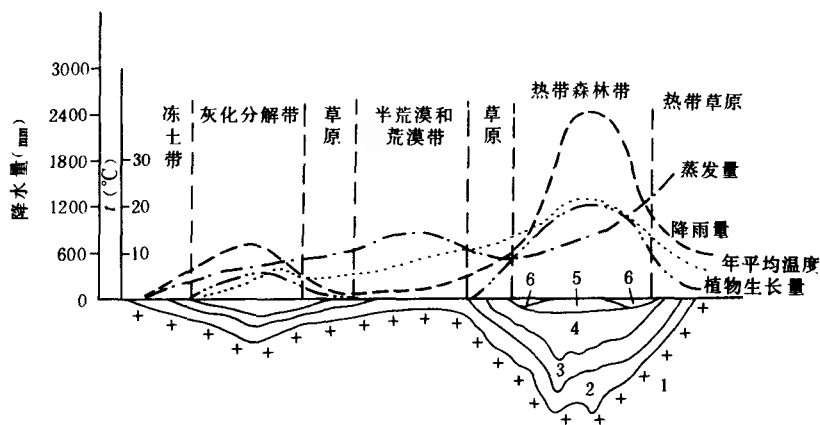 3000
2400
1800
1200
600
0
降水量(mm)
t(℃)
30
20
10
冻土带
灰化分解带
草原
半荒漠和
荒漠带
草原
热带森林带
热带草原
蒸发量
降雨量
年平均温度
植物生长量
6
5
6
4
3
2
1